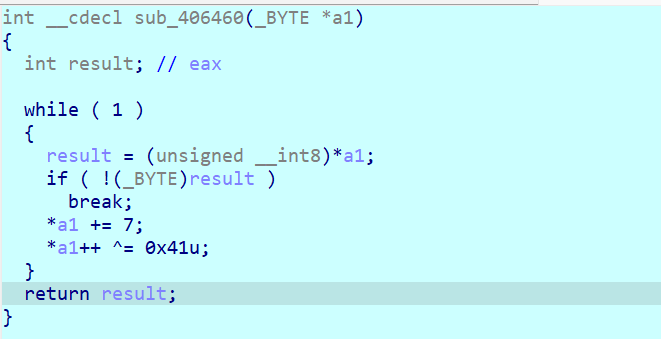 int __cdecl sub_406460(_BYTE *a1)
{
  int result; // eax

  while ( 1 )
  {
    result = (unsigned __int8)*a1;
    if ( !(_BYTE)result )
      break;
    *a1 += 7;
    *a1++ ^= 0x41u;
  }
  return result;
}